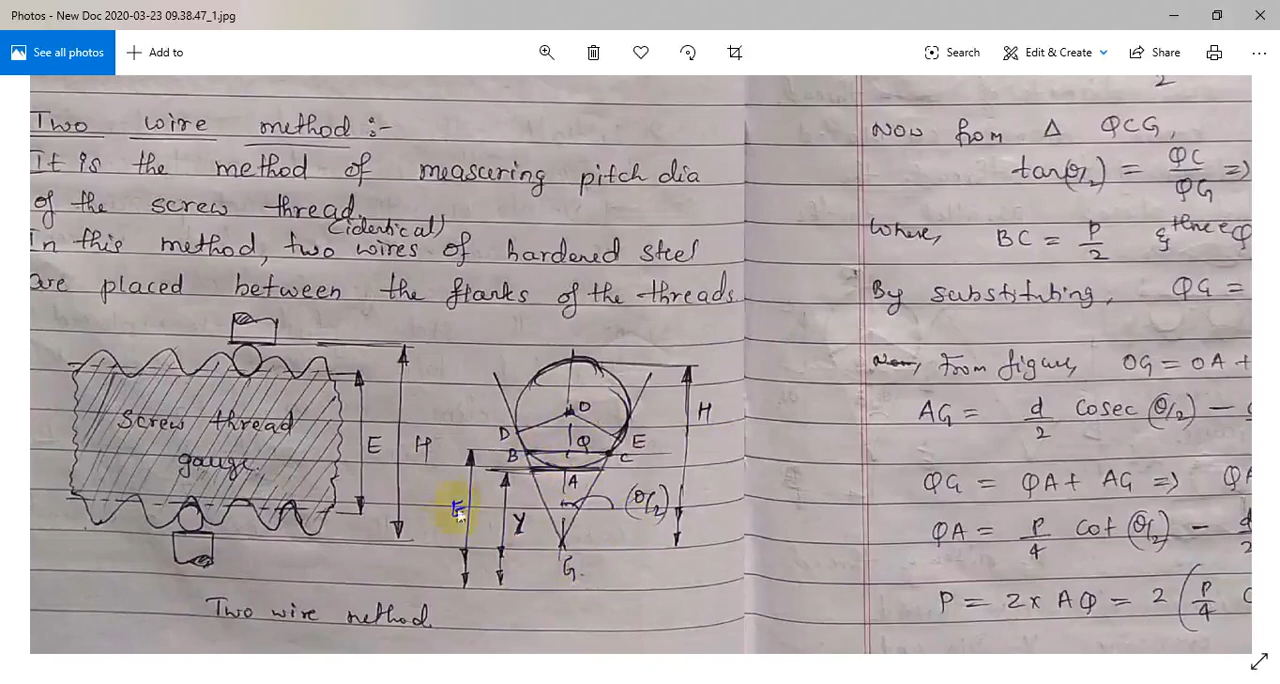 Photos - New Doc 2020-03-23 09.38.47_1.jpg
See all photos
Add to
Search
Edit & Create
Share
Two wire method :-
It is the method of measuring pitch dia
of the screw thread.
(identical)
In this method, two wires of hardened steel
are placed between the flanks of the threads
Screw thread
gauge
E
H
O
D
Q
E
B
C
A
(θ/2)
E
Y
G
H
Two wire method
2
Now from Δ QCG,
tan(θ/2) = QC/QG ⇒
Where, BC = P/2
By substituting, QG =
From figure, OG = OA +
AG = d/2 Cosec (θ/2) -
QG = QA + AG ⇒
QA = P/4 cot (θ/2) -
P = 2x AQ = 2 (P/4